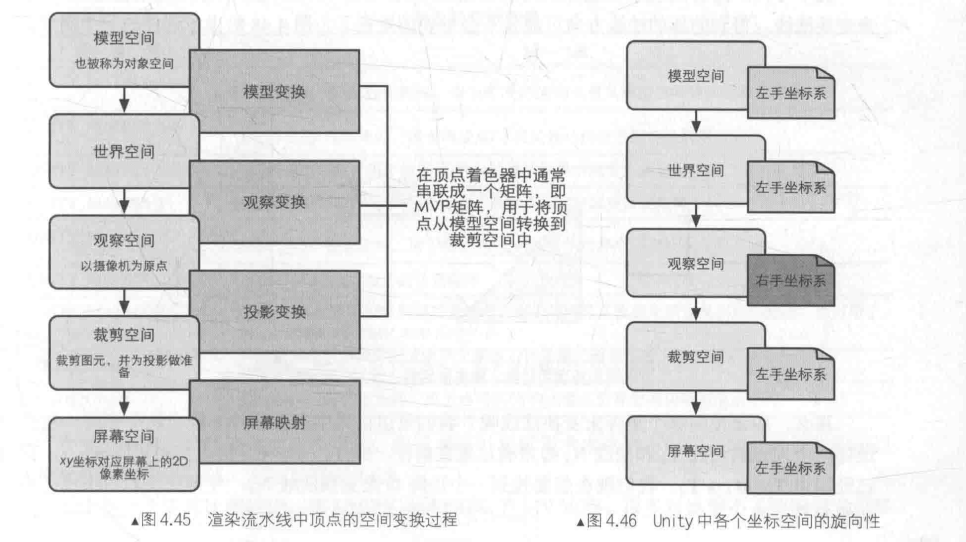 模型空间
也被称为对象空间
模型变换
世界空间
观察变换
在顶点着色器中通常
串联成一个矩阵，即
MVP矩阵，用于将顶
点从模型空间转换到
裁剪空间中
观察空间
以摄像机为原点
投影变换
裁剪空间
裁剪图元，并为投影做准
备
屏幕映射
屏幕空间
xy坐标对应屏幕上的2D
像素坐标
▲图 4.45 渲染流水线中顶点的空间变换过程
模型空间
左手坐标系
世界空间
左手坐标系
观察空间
右手坐标系
裁剪空间
左手坐标系
屏幕空间
左手坐标系
▲图 4.46 Unity 中各个坐标空间的旋向性